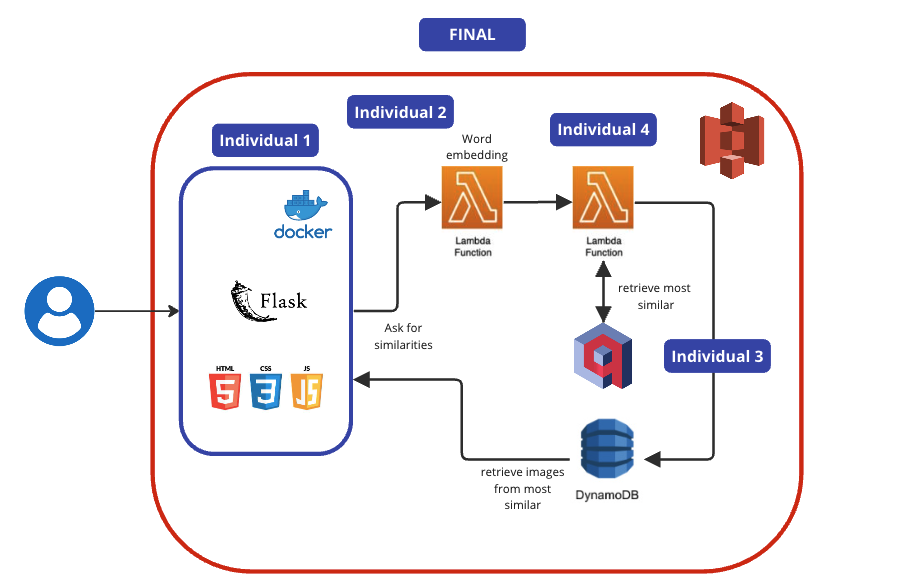 FINAL
Individual 2
Individual 4
Individual 1
Word
embedding
docker
Lambda
Function
Lambda
Function
Flask
retrieve most
similar
Ask for
similarities
Individual 3
HTML
CSS
JS
5
3
JS
retrieve images
from most
similar
DynamoDB